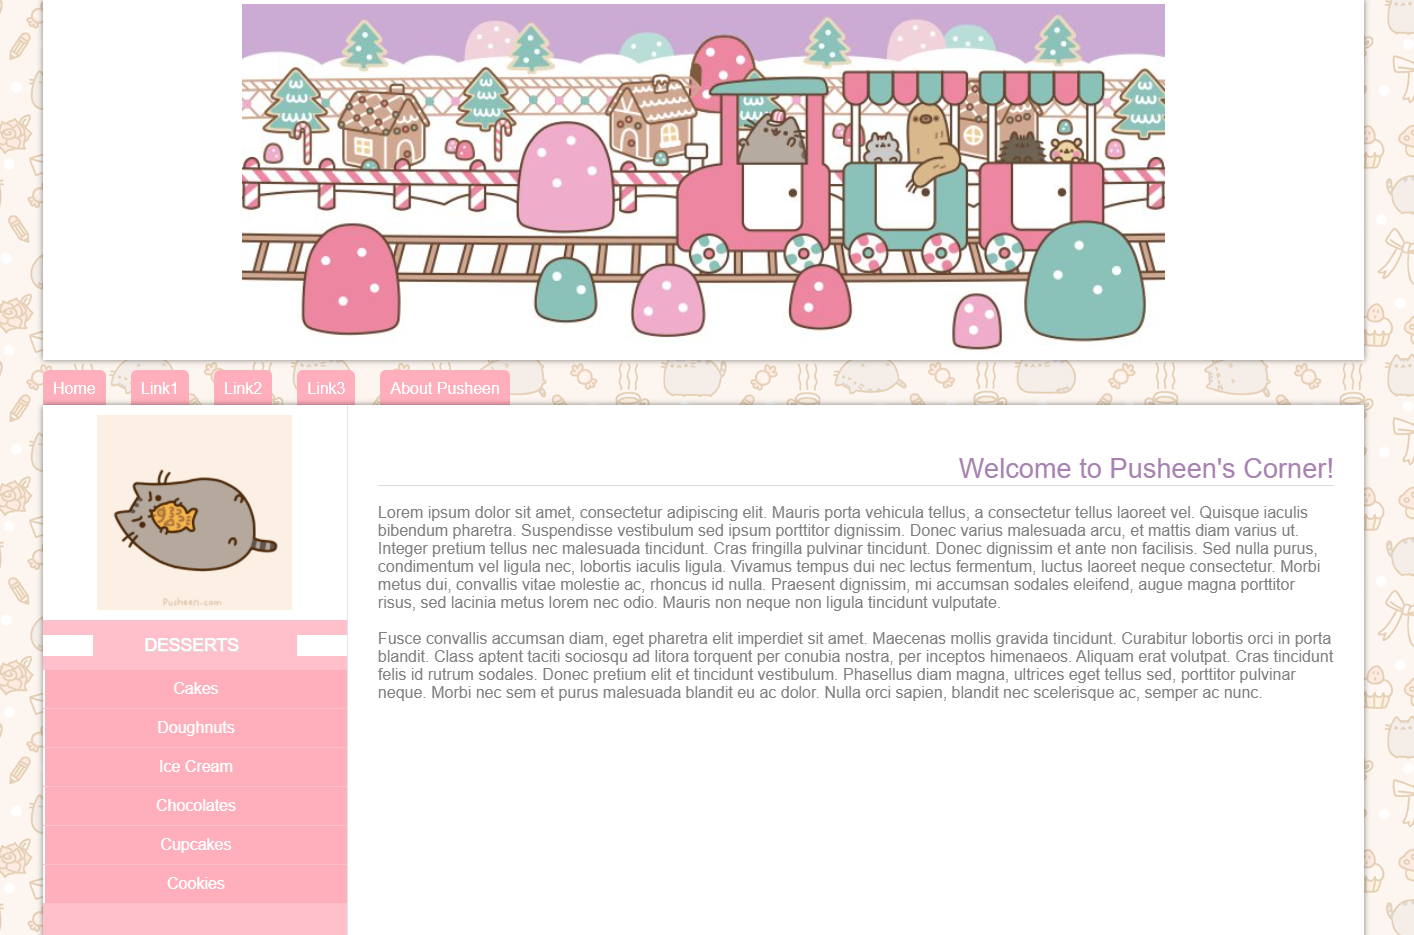 Home Link1 Link2 Link3 About Pusheen
Pusheen.com
DESSERTS
Cakes
Doughnuts
Ice Cream
Chocolates
Cupcakes
Cookies
Welcome to Pusheen's Corner!
Lorem ipsum dolor sit amet, consectetur adipiscing elit. Mauris porta vehicula tellus, a consectetur tellus laoreet vel. Quisque iaculis
bibendum pharetra. Suspendisse vestibulum sed ipsum porttitor dignissim. Donec varius malesuada arcu, et mattis diam varius ut.
Integer pretium tellus nec malesuada tincidunt. Cras fringilla pulvinar tincidunt. Donec dignissim et ante non facilisis. Sed nulla purus,
condimentum vel ligula nec, lobortis iaculis ligula. Vivamus tempus dui nec lectus fermentum, luctus laoreet neque consectetur. Morbi
metus dui, convallis vitae molestie ac, rhoncus id nulla. Praesent dignissim, mi accumsan sodales eleifend, augue magna porttitor
risus, sed lacinia metus lorem nec odio. Mauris non neque non ligula tincidunt vulputate.
Fusce convallis accumsan diam, eget pharetra elit imperdiet sit amet. Maecenas mollis gravida tincidunt. Curabitur lobortis orci in porta
blandit. Class aptent taciti sociosqu ad litora torquent per conubia nostra, per inceptos himenaeos. Aliquam erat volutpat. Cras tincidunt
felis id rutrum sodales. Donec pretium elit et tincidunt vestibulum. Phasellus diam magna, ultrices eget tellus sed, porttitor pulvinar
neque. Morbi nec sem et purus malesuada blandit eu ac dolor. Nulla orci sapien, blandit nec scelerisque ac, semper ac nunc.